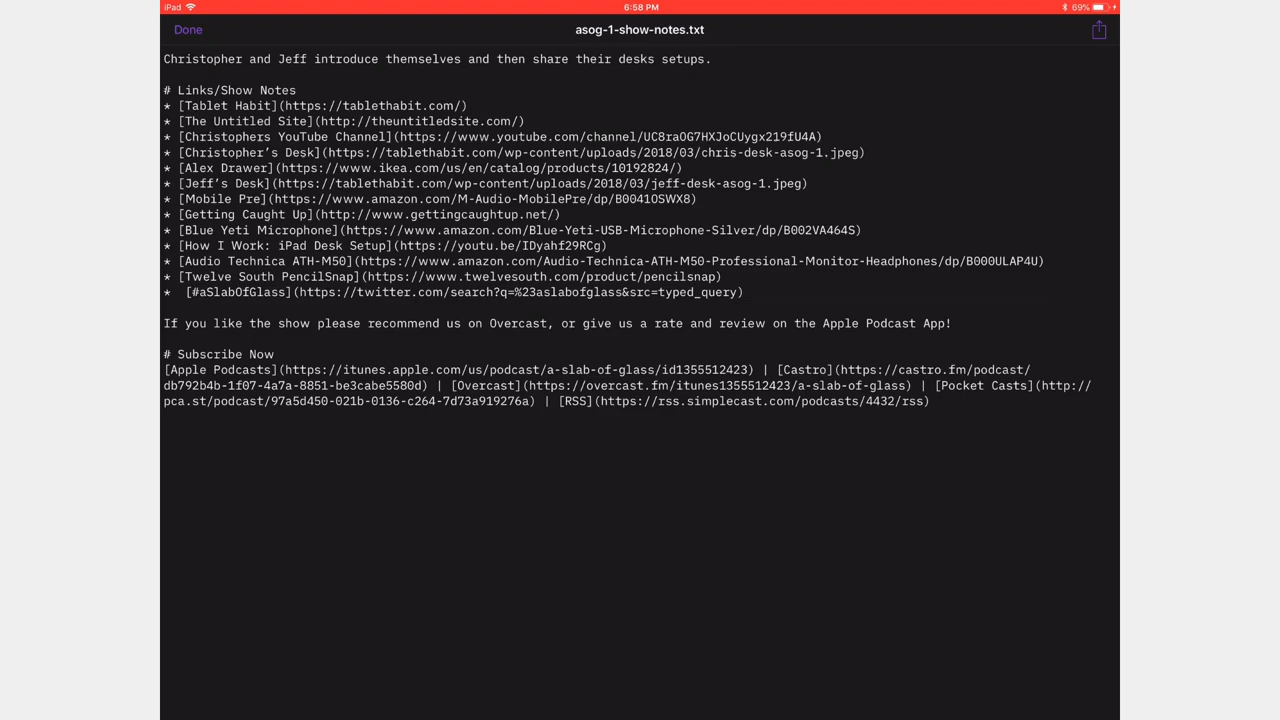 iPad 6:58 PM 69%
Done asog-1-show-notes.txt
Christopher and Jeff introduce themselves and then share their desks setups.
# Links/Show Notes
* [Tablet Habit](https://tablethabit.com/)
* [The Untitled Site](http://theuntitledsite.com/)
* [Christophers YouTube Channel](https://www.youtube.com/channel/UC8raOG7HXJoCUygx219fU4A)
* [Christopher’s Desk](https://tablethabit.com/wp-content/uploads/2018/03/chris-desk-asog-1.jpeg)
* [Alex Drawer](https://www.ikea.com/us/en/catalog/products/10192824/)
* [Jeff’s Desk](https://tablethabit.com/wp-content/uploads/2018/03/jeff-desk-asog-1.jpeg)
* [Mobile Pre](https://www.amazon.com/M-Audio-MobilePre/dp/B0041OSWX8)
* [Getting Caught Up](http://www.gettingcaughtup.net/)
* [Blue Yeti Microphone](https://www.amazon.com/Blue-Yeti-USB-Microphone-Silver/dp/B002VA464S)
* [How I Work: iPad Desk Setup](https://youtu.be/IDyahf29RCg)
* [Audio Technica ATH-M50](https://www.amazon.com/Audio-Technica-ATH-M50-Professional-Monitor-Headphones/dp/B000ULAP4U)
* [Twelve South PencilSnap](https://www.twelvesouth.com/product/pencilsnap)
*  [#aSlabOfGlass](https://twitter.com/search?q=%23aslabofglass&src=typed_query)
If you like the show please recommend us on Overcast, or give us a rate and review on the Apple Podcast App!
# Subscribe Now
[Apple Podcasts](https://itunes.apple.com/us/podcast/a-slab-of-glass/id1355512423) | [Castro](https://castro.fm/podcast/
db792b4b-1f07-4a7a-8851-be3cabe5580d) | [Overcast](https://overcast.fm/itunes1355512423/a-slab-of-glass) | [Pocket Casts](http://
pca.st/podcast/97a5d450-021b-0136-c264-7d73a919276a) | [RSS](https://rss.simplecast.com/podcasts/4432/rss)